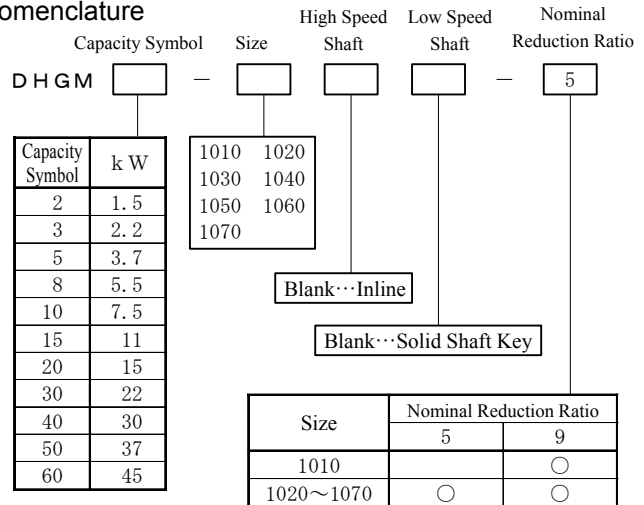 omenclature
Capacity Symbol Size High Speed Shaft Low Speed Shaft Nominal Reduction Ratio
DHGM － － 5
Capacity Symbol kW
2 1.5
3 2.2
5 3.7
8 5.5
10 7.5
15 11
20 15
30 22
40 30
50 37
60 45
1010 1020
1030 1040
1050 1060
1070
Blank…Inline
Blank…Solid Shaft Key
Size Nominal Reduction Ratio
5 9
1010 ○
1020～1070 ○ ○